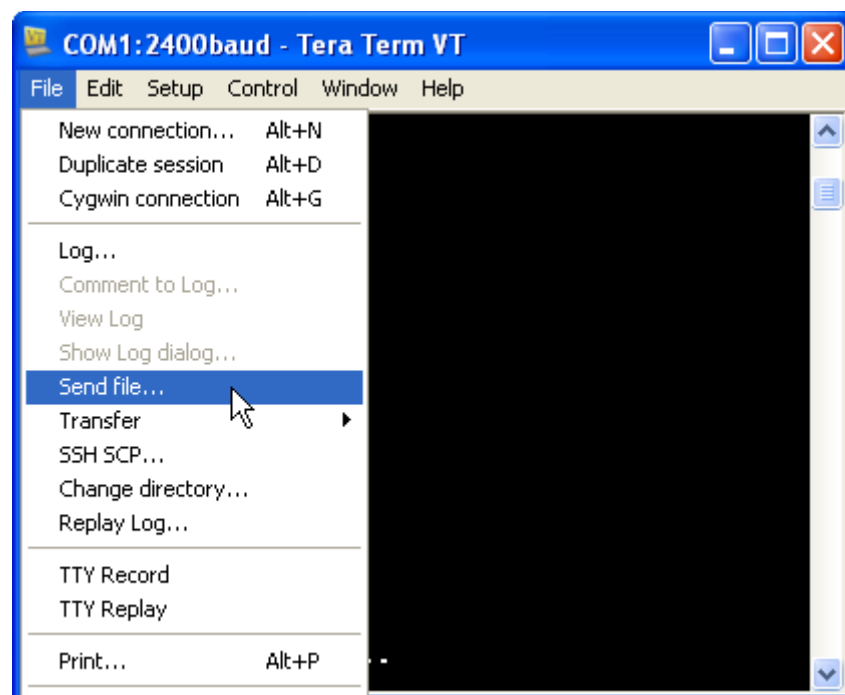 COM1:2400baud - Tera Term VT
File Edit Setup Control Window Help
New connection... Alt+N
Duplicate session Alt+D
Cygwin connection Alt+G
Log...
Comment to Log...
View Log
Show Log dialog...
Send file...
Transfer
SSH SCP...
Change directory...
Replay Log...
TTY Record
TTY Replay
Print... Alt+P